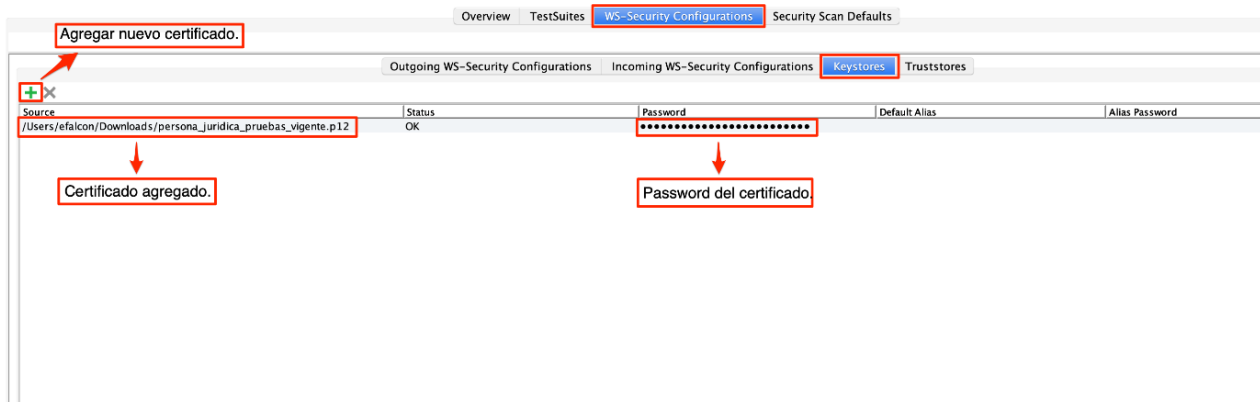 Overview TestSuites WS-Security Configurations Security Scan Defaults
Agregar nuevo certificado.
Outgoing WS-Security Configurations Incoming WS-Security Configurations Keystores Truststores
Source Status Password Default Alias Alias Password
/Users/efalcon/Downloads/persona_juridica_pruebas_vigente.p12 OK •••••••••••••••••••••••••
Certificado agregado. Password del certificado.